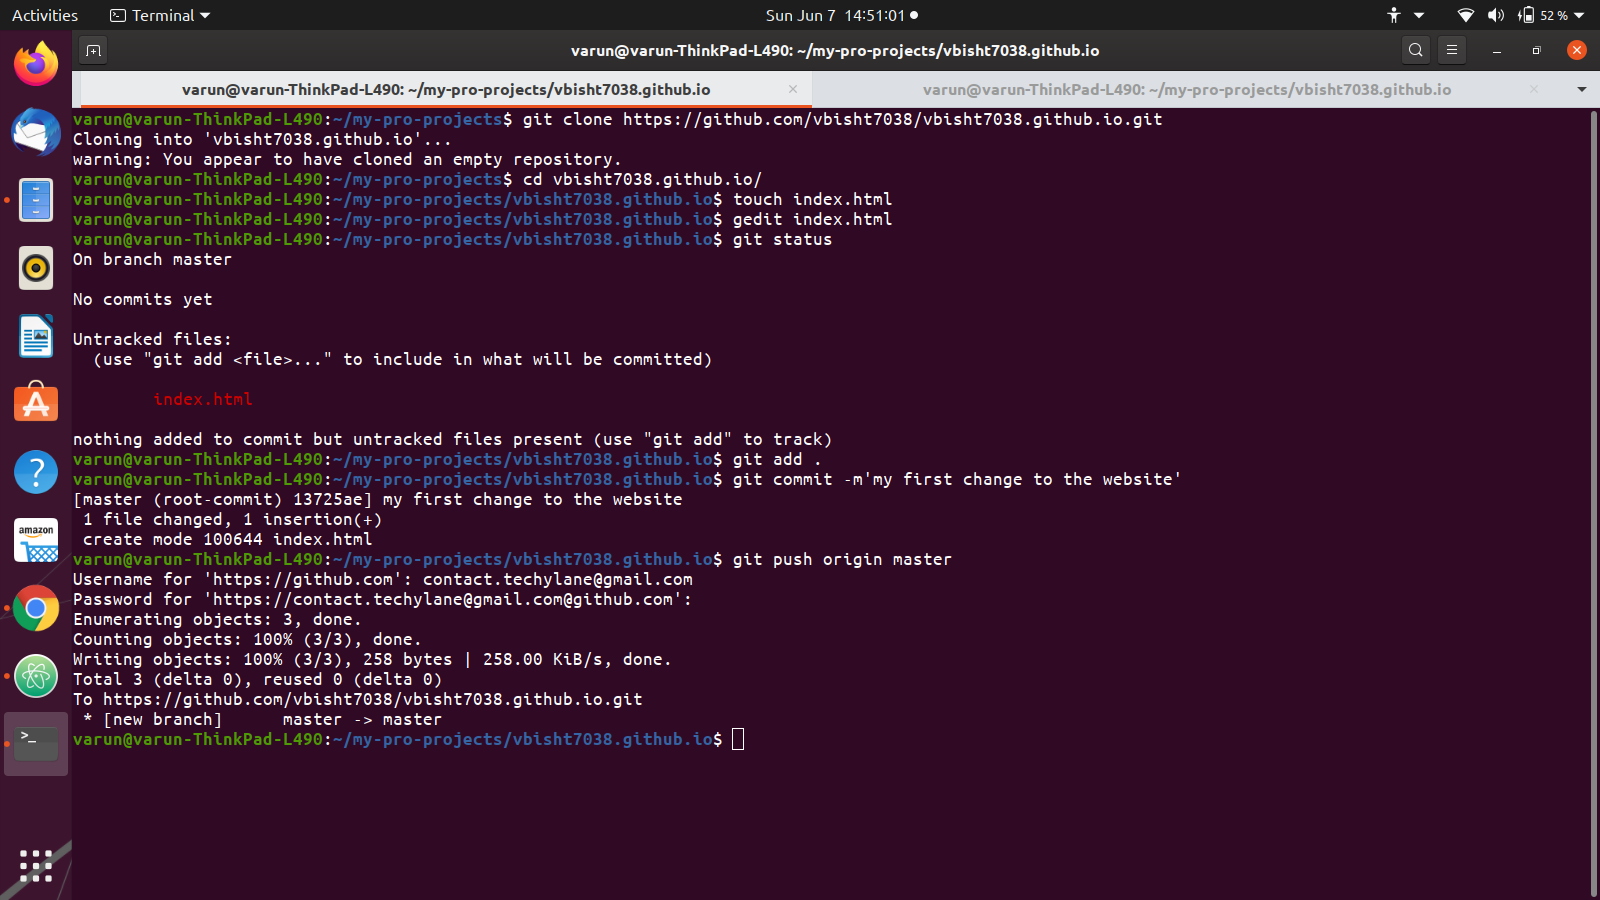 Activities
Terminal
Sun Jun 7 14:51:01
52 %
varun@varun-ThinkPad-L490: ~/my-pro-projects/vbisht7038.github.io
varun@varun-ThinkPad-L490: ~/my-pro-projects/vbisht7038.github.io
varun@varun-ThinkPad-L490: ~/my-pro-projects/vbisht7038.github.io
varun@varun-ThinkPad-L490:~/my-pro-projects$ git clone https://github.com/vbisht7038/vbisht7038.github.io.git
Cloning into 'vbisht7038.github.io'...
warning: You appear to have cloned an empty repository.
varun@varun-ThinkPad-L490:~/my-pro-projects$ cd vbisht7038.github.io/
varun@varun-ThinkPad-L490:~/my-pro-projects/vbisht7038.github.io$ touch index.html
varun@varun-ThinkPad-L490:~/my-pro-projects/vbisht7038.github.io$ gedit index.html
varun@varun-ThinkPad-L490:~/my-pro-projects/vbisht7038.github.io$ git status
On branch master
No commits yet
Untracked files:
(use "git add <file>..." to include in what will be committed)
index.html
nothing added to commit but untracked files present (use "git add" to track)
varun@varun-ThinkPad-L490:~/my-pro-projects/vbisht7038.github.io$ git add .
varun@varun-ThinkPad-L490:~/my-pro-projects/vbisht7038.github.io$ git commit -m'my first change to the website'
[master (root-commit) 13725ae] my first change to the website
1 file changed, 1 insertion(+)
create mode 100644 index.html
varun@varun-ThinkPad-L490:~/my-pro-projects/vbisht7038.github.io$ git push origin master
Username for 'https://github.com': contact.techylane@gmail.com
Password for 'https://contact.techylane@gmail.com@github.com':
Enumerating objects: 3, done.
Counting objects: 100% (3/3), done.
Writing objects: 100% (3/3), 258 bytes | 258.00 KiB/s, done.
Total 3 (delta 0), reused 0 (delta 0)
To https://github.com/vbisht7038/vbisht7038.github.io.git
* [new branch]      master -> master
varun@varun-ThinkPad-L490:~/my-pro-projects/vbisht7038.github.io$
amazon